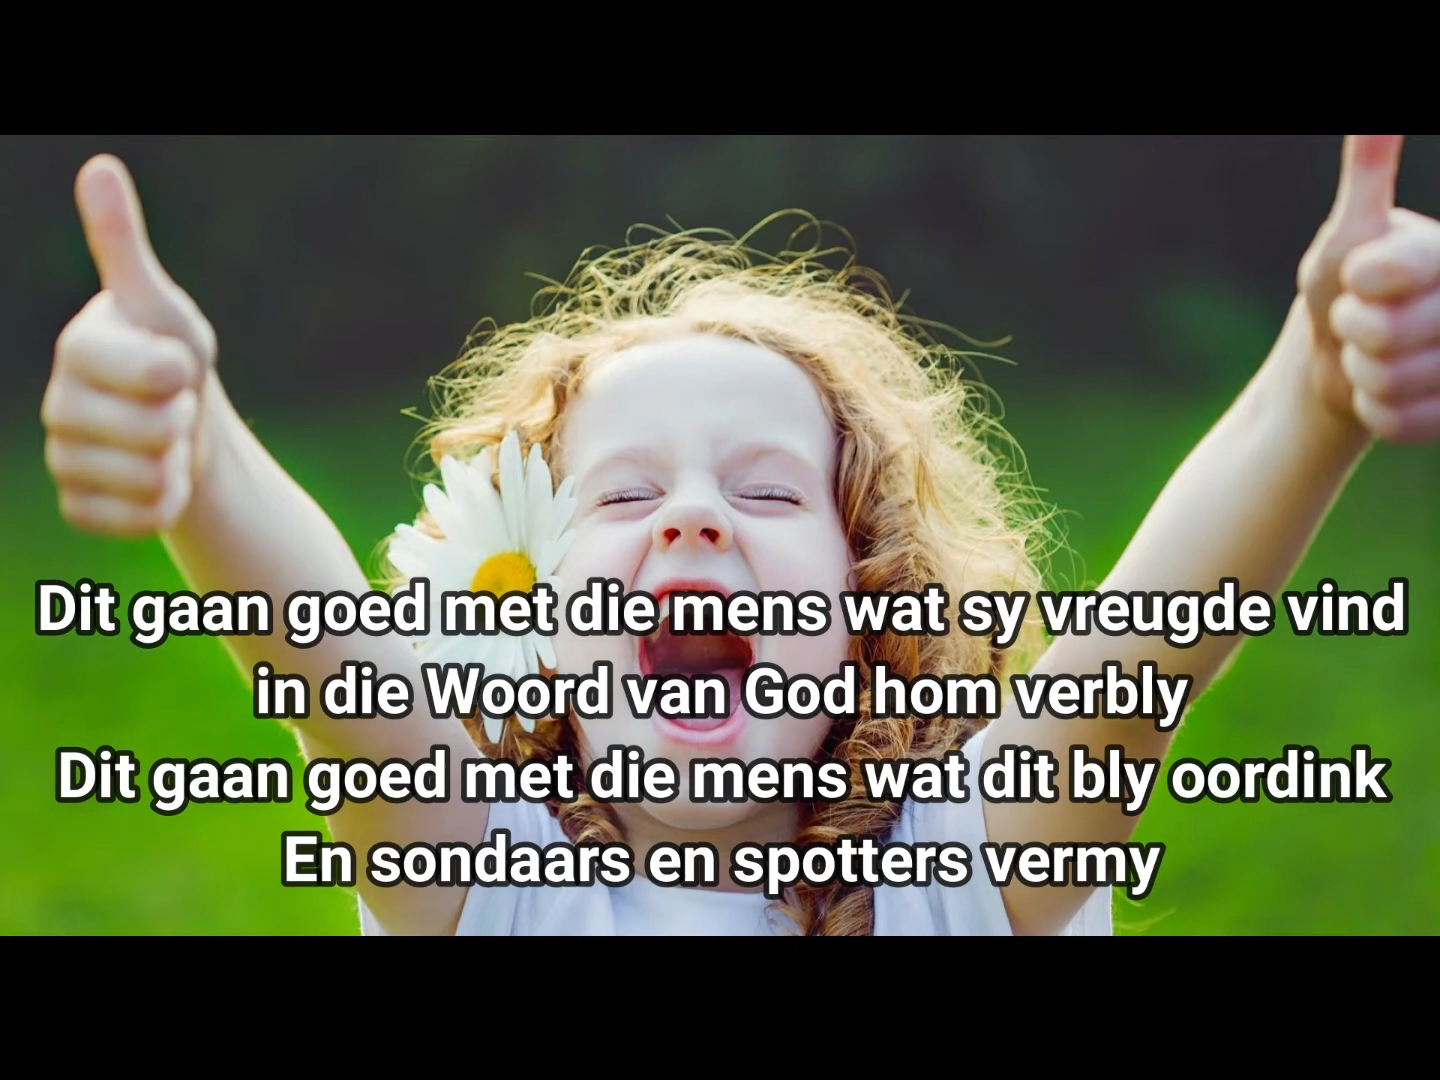 Dit gaan goed met die mens wat sy vreugde vind
in die Woord van God hom verbly
Dit gaan goed met die mens wat dit bly oordink
En sondaars en spotters vermy